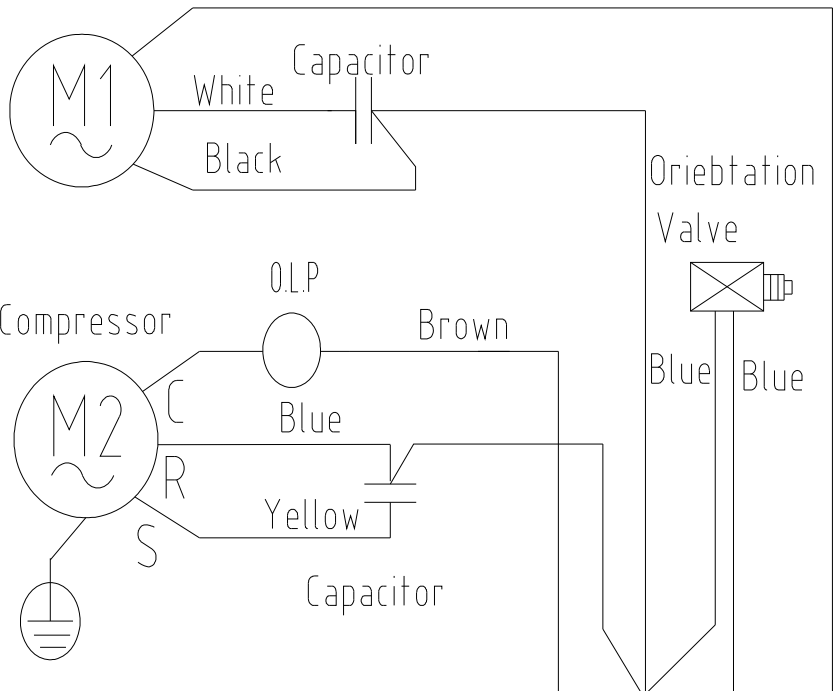 M1
Capacitor
White
Black
Oriebtation
Valve
O.L.P
Compressor
Brown
Blue
Blue
M2
C
Blue
R
Yellow
S
Capacitor